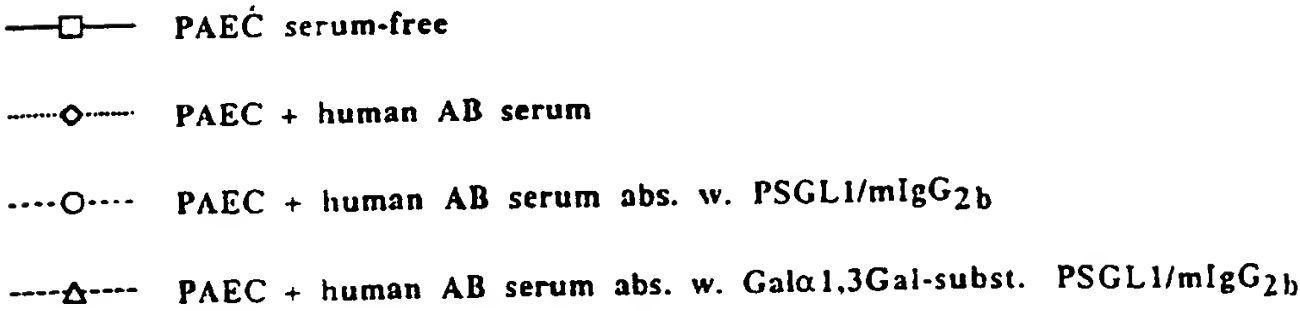 PAEĊ serum-free
PAEC + human AB serum
PAEC + human AB serum abs. w. PSGL1/mIgG2b
PAEC + human AB serum abs. w. Galα1,3Gal-subst. PSGL1/mIgG2b